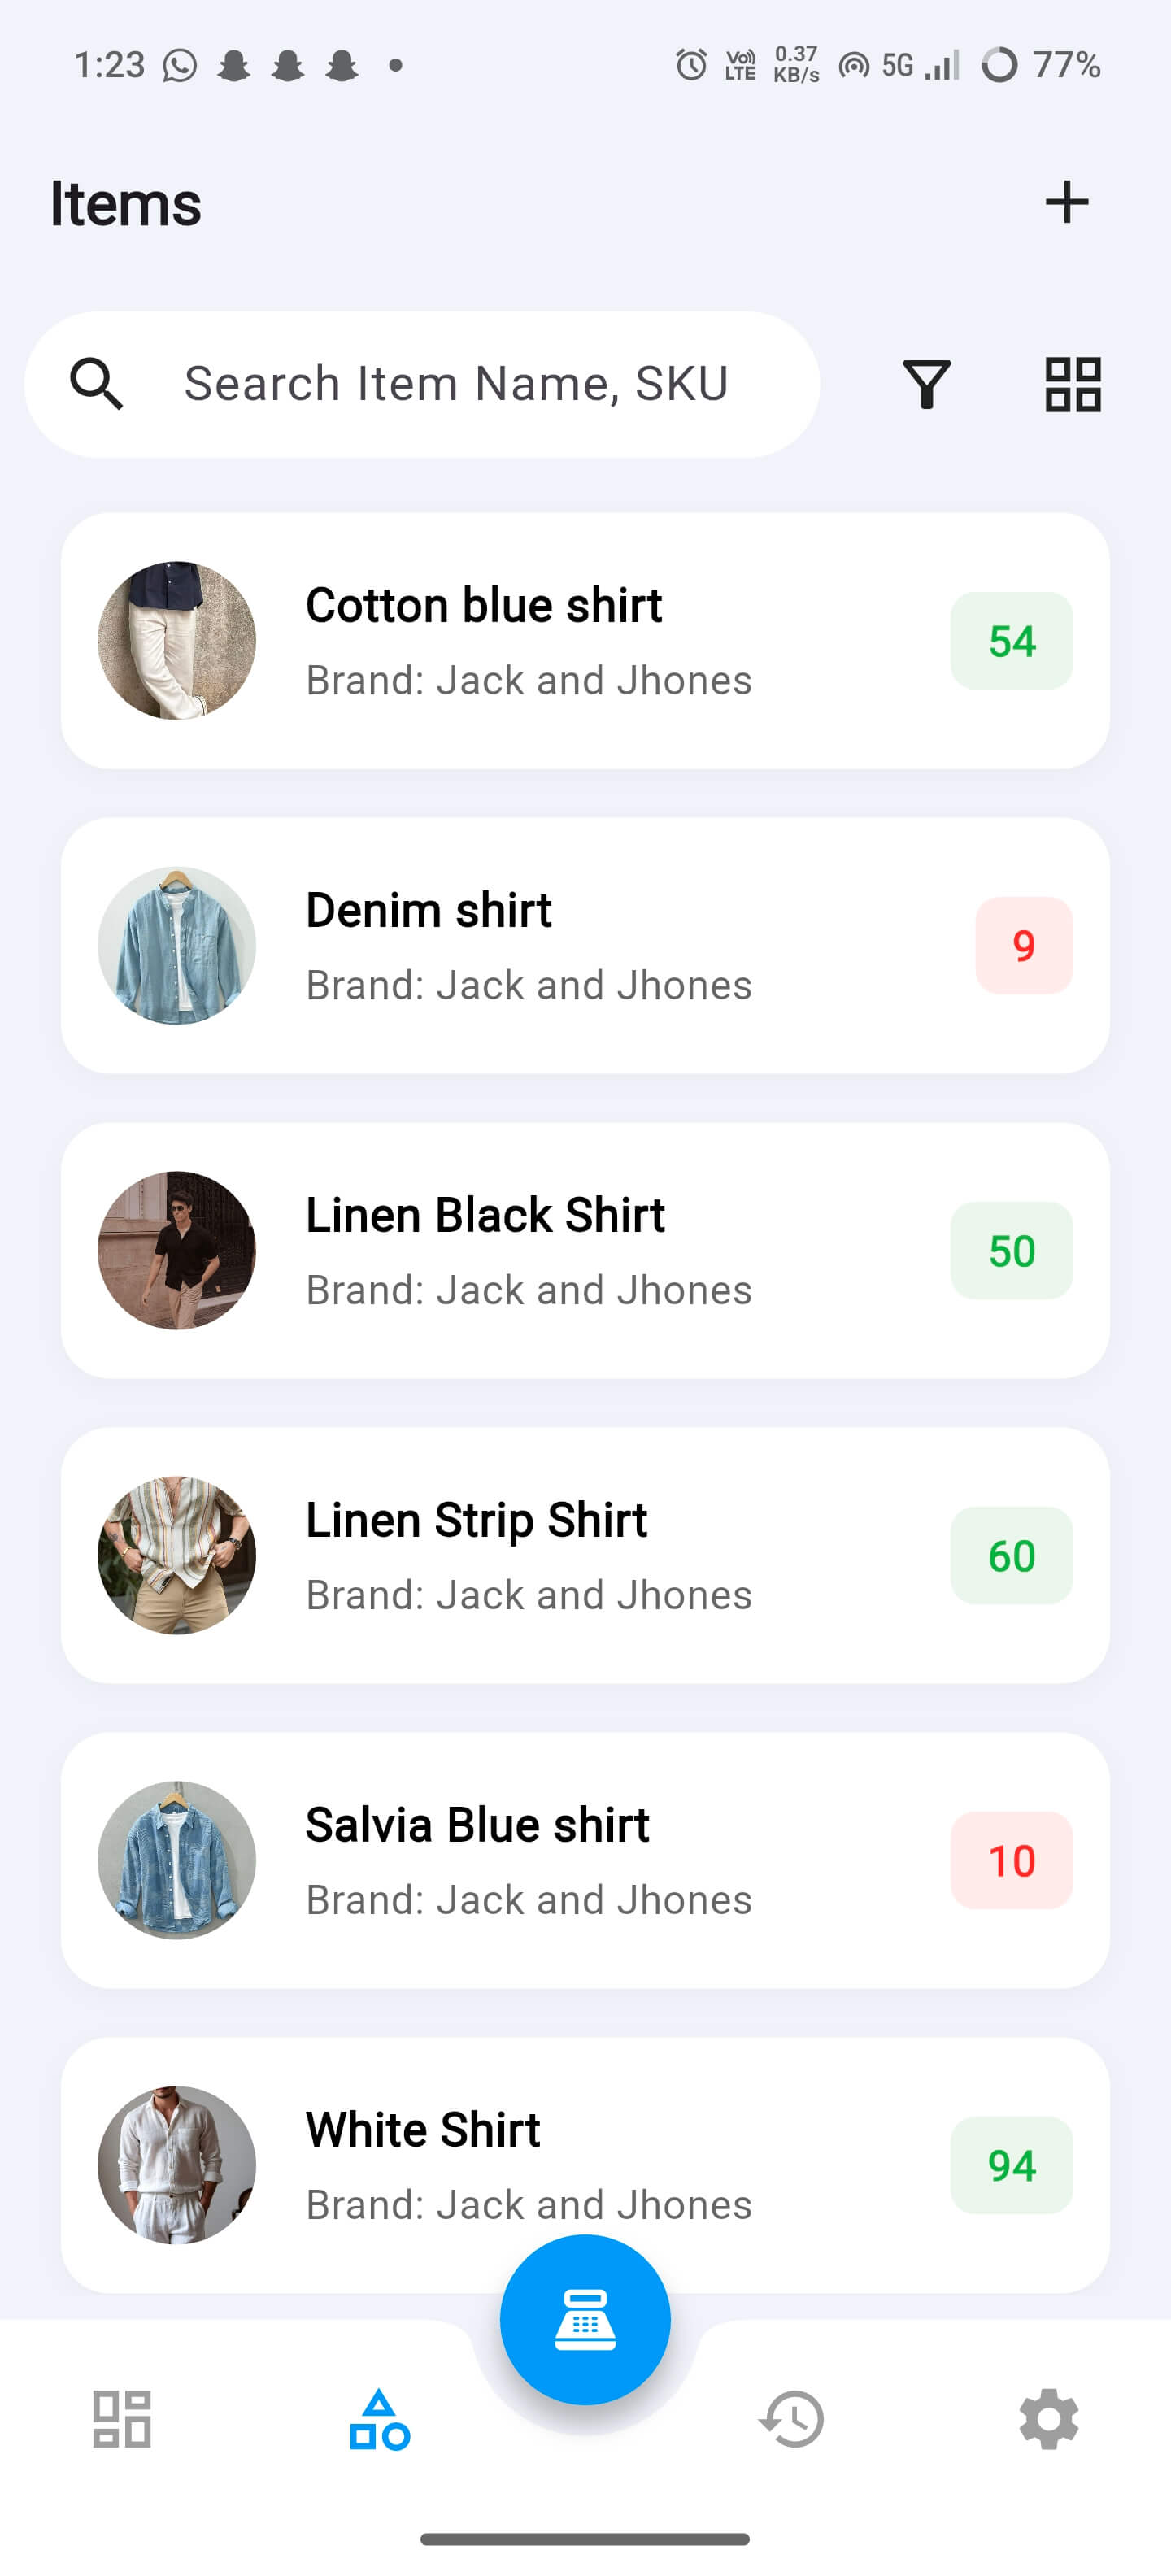 1:23
Vo)) LTE 0.37 KB/s 5G 77%
Items
Search Item Name, SKU
Cotton blue shirt
Brand: Jack and Jhones
54
Denim shirt
Brand: Jack and Jhones
9
Linen Black Shirt
Brand: Jack and Jhones
50
Linen Strip Shirt
Brand: Jack and Jhones
60
Salvia Blue shirt
Brand: Jack and Jhones
10
White Shirt
Brand: Jack and Jhones
94